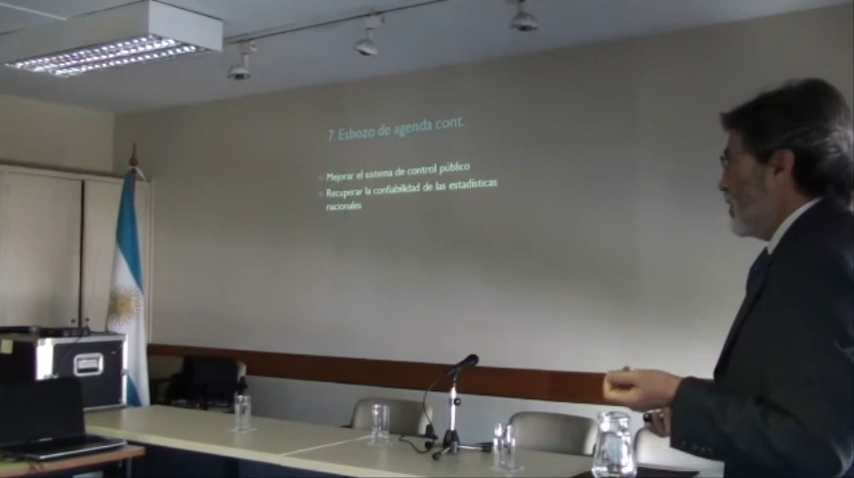 7. Esbozo de agenda cont.
Mejorar el sistema de control público
Recuperar la confiabilidad de las estadísticas
nacionales